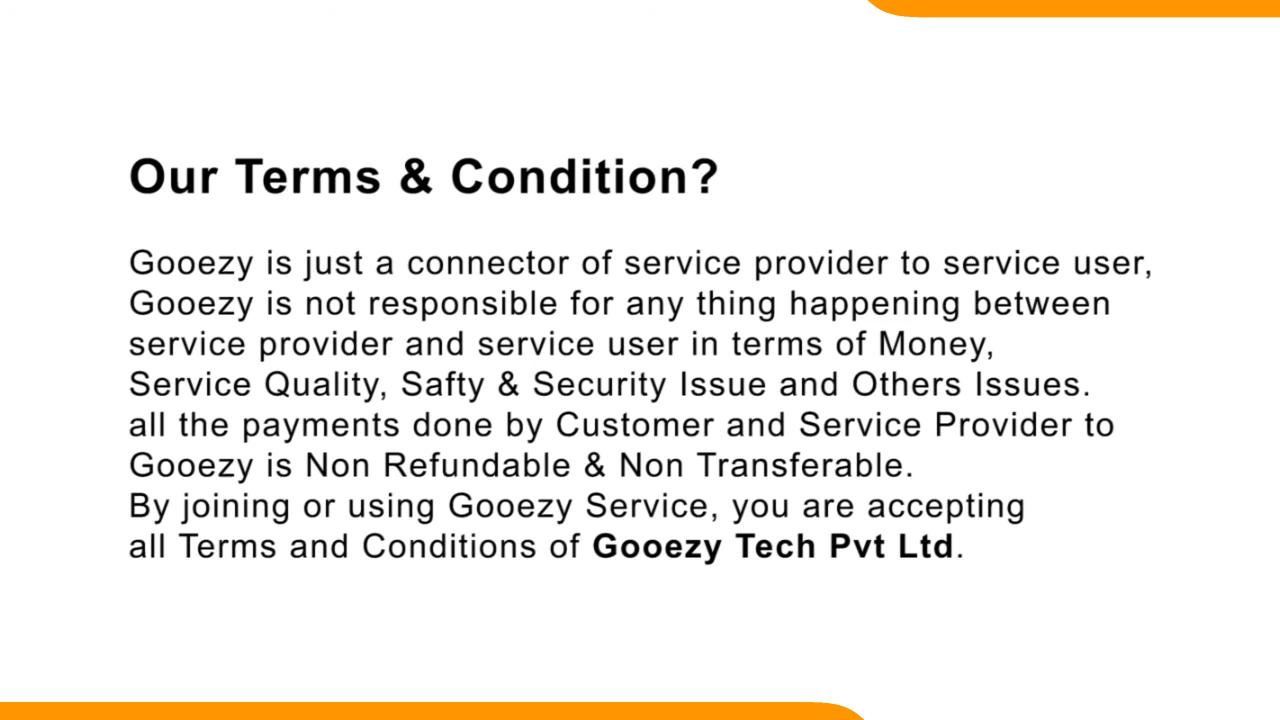 Our Terms & Condition?
Gooezy is just a connector of service provider to service user,
Gooezy is not responsible for any thing happening between
service provider and service user in terms of Money,
Service Quality, Safty & Security Issue and Others Issues.
all the payments done by Customer and Service Provider to
Gooezy is Non Refundable & Non Transferable.
By joining or using Gooezy Service, you are accepting
all Terms and Conditions of Gooezy Tech Pvt Ltd.